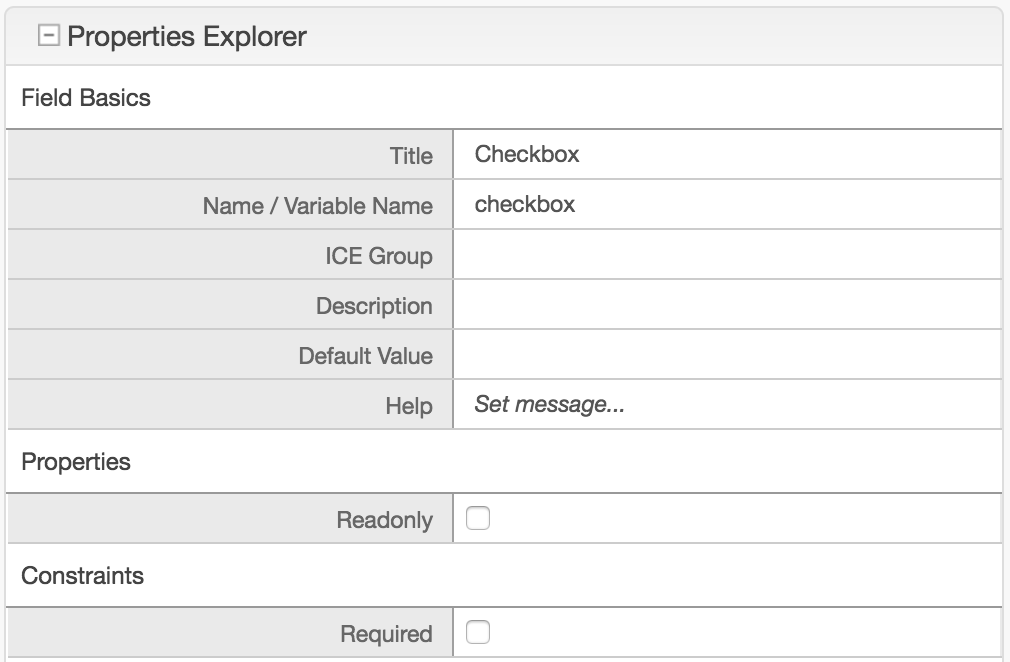 Properties Explorer
Field Basics
Title Checkbox
Name / Variable Name checkbox
ICE Group
Description
Default Value
Help Set message...
Properties
Readonly
Constraints
Required